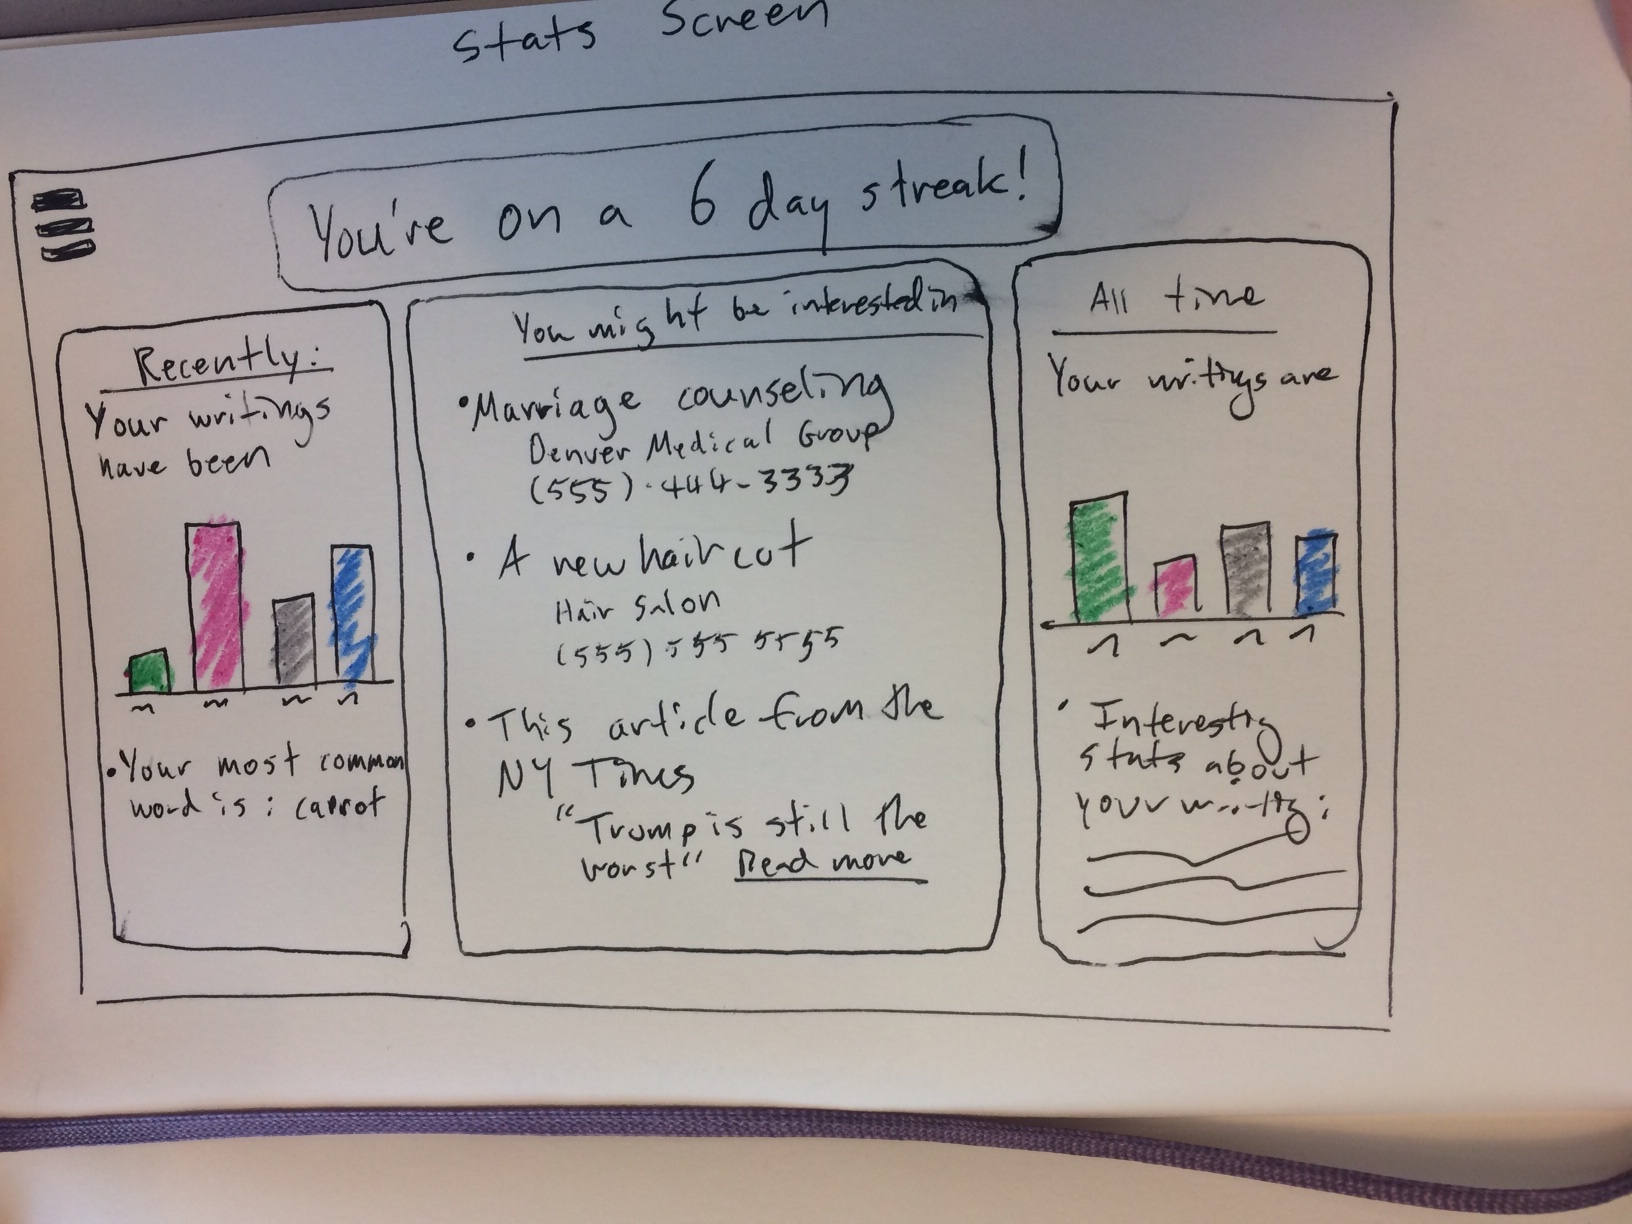 Stats Screen
You're on a 6 day streak!
Recently:
Your writings
have been
• Your most common
word is : carrot
You might be interested in
• Marriage counseling
Denver Medical Group
(555) - 444 - 3333
• A new haircut
Hair Salon
(555) 555 5555
• This article from the
NY Times
"Trump is still the
worst" Read more
All time
Your writings are
• Interesting
stats about
your writing: